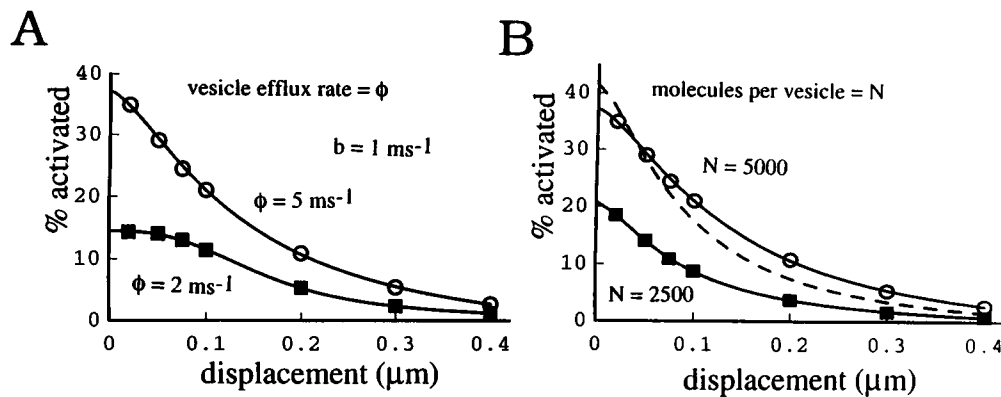 A
% activated
40
30
20
10
0
vesicle efflux rate = ϕ
b = 1 ms-1
ϕ = 5 ms-1
ϕ = 2 ms-1
0 0.1 0.2 0.3 0.4
displacement (μm)
B
% activated
40
30
20
10
0
molecules per vesicle = N
N = 5000
N = 2500
0 0.1 0.2 0.3 0.4
displacement (μm)